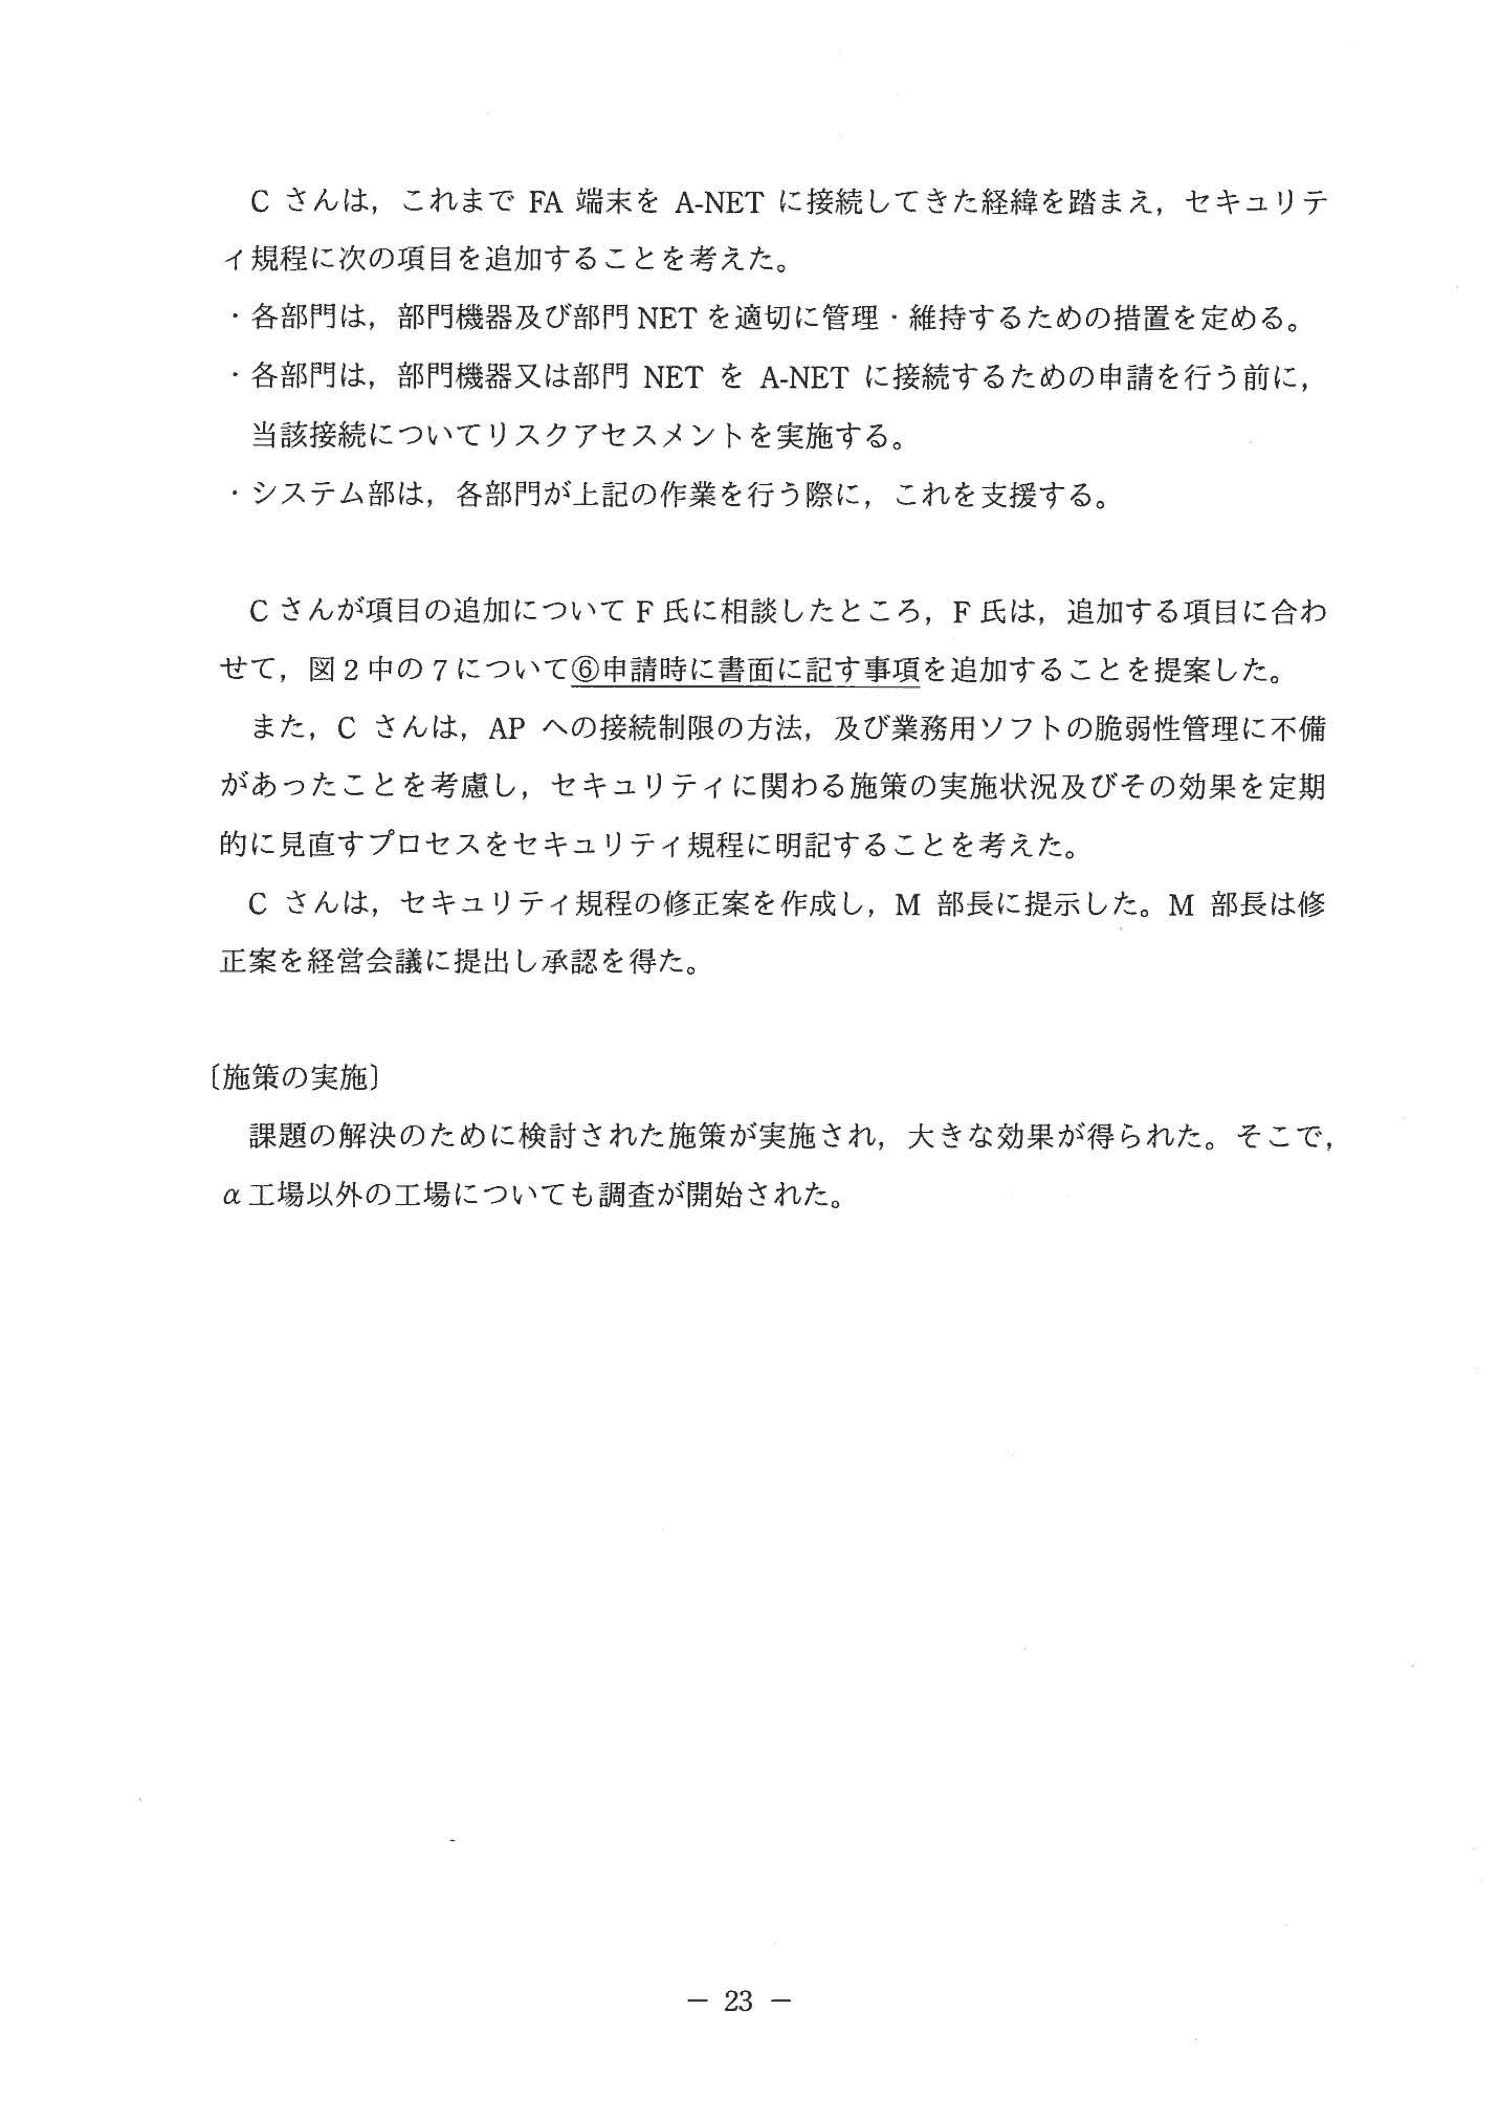 C さんは，これまで FA 端末を A-NET に接続してきた経緯を踏まえ，セキュリテ
ィ規程に次の項目を追加することを考えた。
・各部門は，部門機器及び部門 NET を適切に管理・維持するための措置を定める。
・各部門は，部門機器又は部門 NET を A-NET に接続するための申請を行う前に，
当該接続についてリスクアセスメントを実施する。
・システム部は，各部門が上記の作業を行う際に，これを支援する。
C さんが項目の追加について F 氏に相談したところ，F 氏は，追加する項目に合わ
せて，図 2 中の 7 について⑥申請時に書面に記す事項を追加することを提案した。
また，C さんは，AP への接続制限の方法，及び業務用ソフトの脆弱性管理に不備
があったことを考慮し，セキュリティに関わる施策の実施状況及びその効果を定期
的に見直すプロセスをセキュリティ規程に明記することを考えた。
C さんは，セキュリティ規程の修正案を作成し，M 部長に提示した。M 部長は修
正案を経営会議に提出し承認を得た。
〔施策の実施〕
課題の解決のために検討された施策が実施され，大きな効果が得られた。そこで，
α 工場以外の工場についても調査が開始された。
－ 23 －